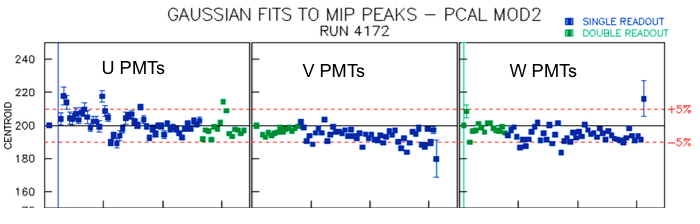 GAUSSIAN FITS TO MIP PEAKS – PCAL MOD2
RUN 4172
SINGLE READOUT
DOUBLE READOUT
U PMTs
V PMTs
W PMTs
CENTROID
240
220
200
180
160
+5%
-5%